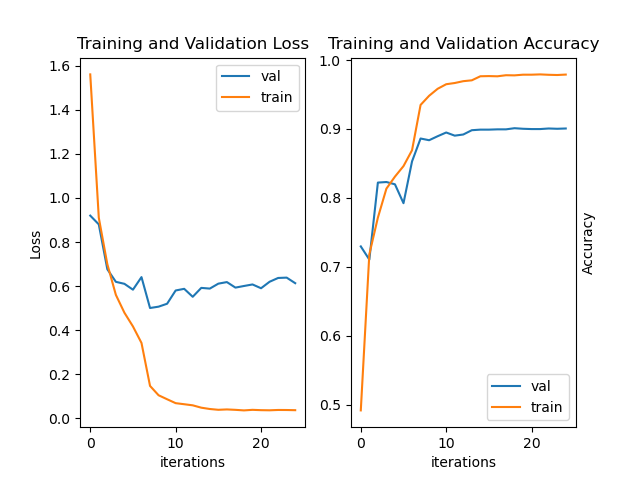 Training and Validation Loss
Training and Validation Accuracy
1.6
1.4
1.2
1.0
0.8
0.6
0.4
0.2
0.0
Loss
val
train
0
10
20
iterations
1.0
0.9
0.8
0.7
0.6
0.5
Accuracy
val
train
0
10
20
iterations